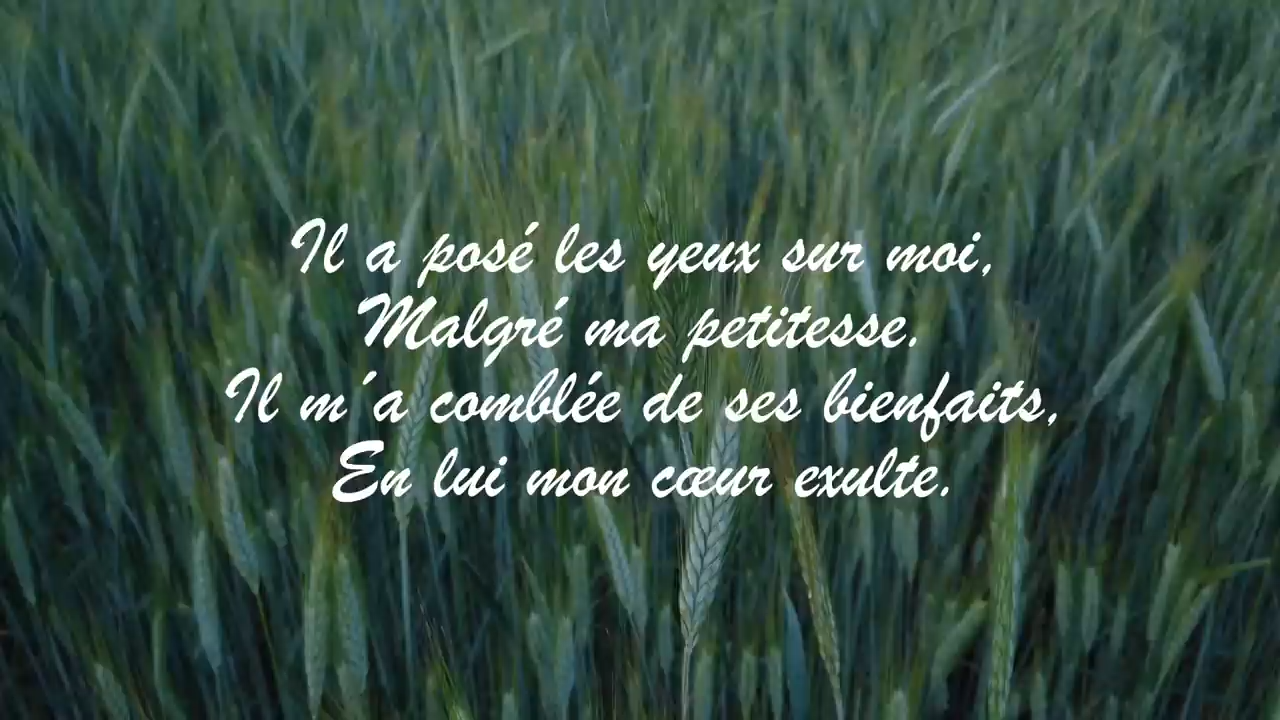 Il a posé les yeux sur moi,
Malgré ma petitesse.
Il m´a comblée de ses bienfaits,
En lui mon cœur exulte.